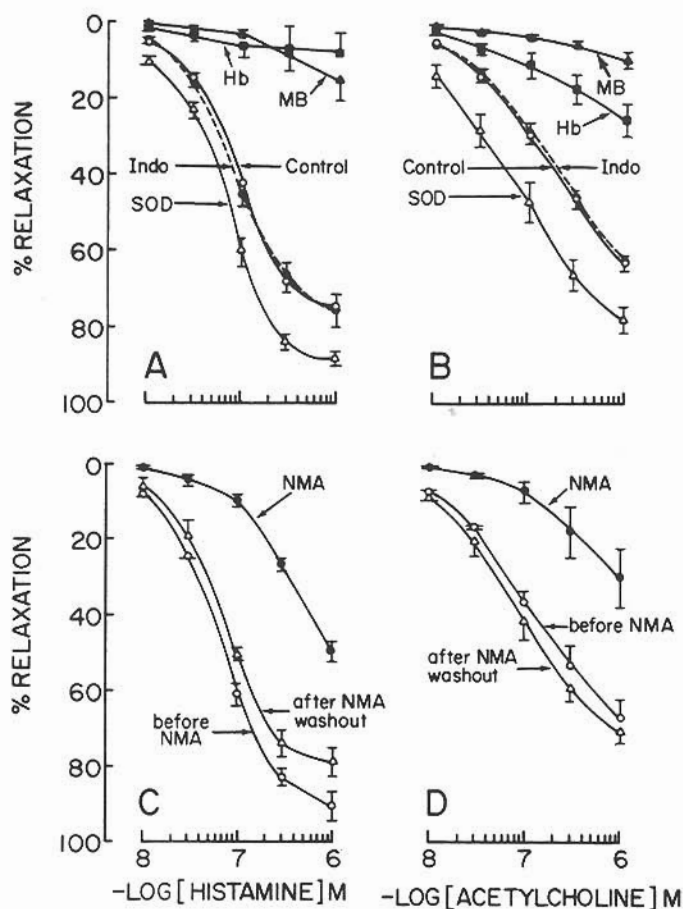 0
20
40
60
80
100
% RELAXATION
Hb
MB
Indo
Control
SOD
A
MB
Hb
Control
Indo
SOD
B
0
20
40
60
80
100
% RELAXATION
NMA
before
NMA
after NMA
washout
C
8
7
6
-LOG [HISTAMINE] M
NMA
before NMA
after NMA
washout
D
8
7
6
-LOG [ACETYLCHOLINE] M